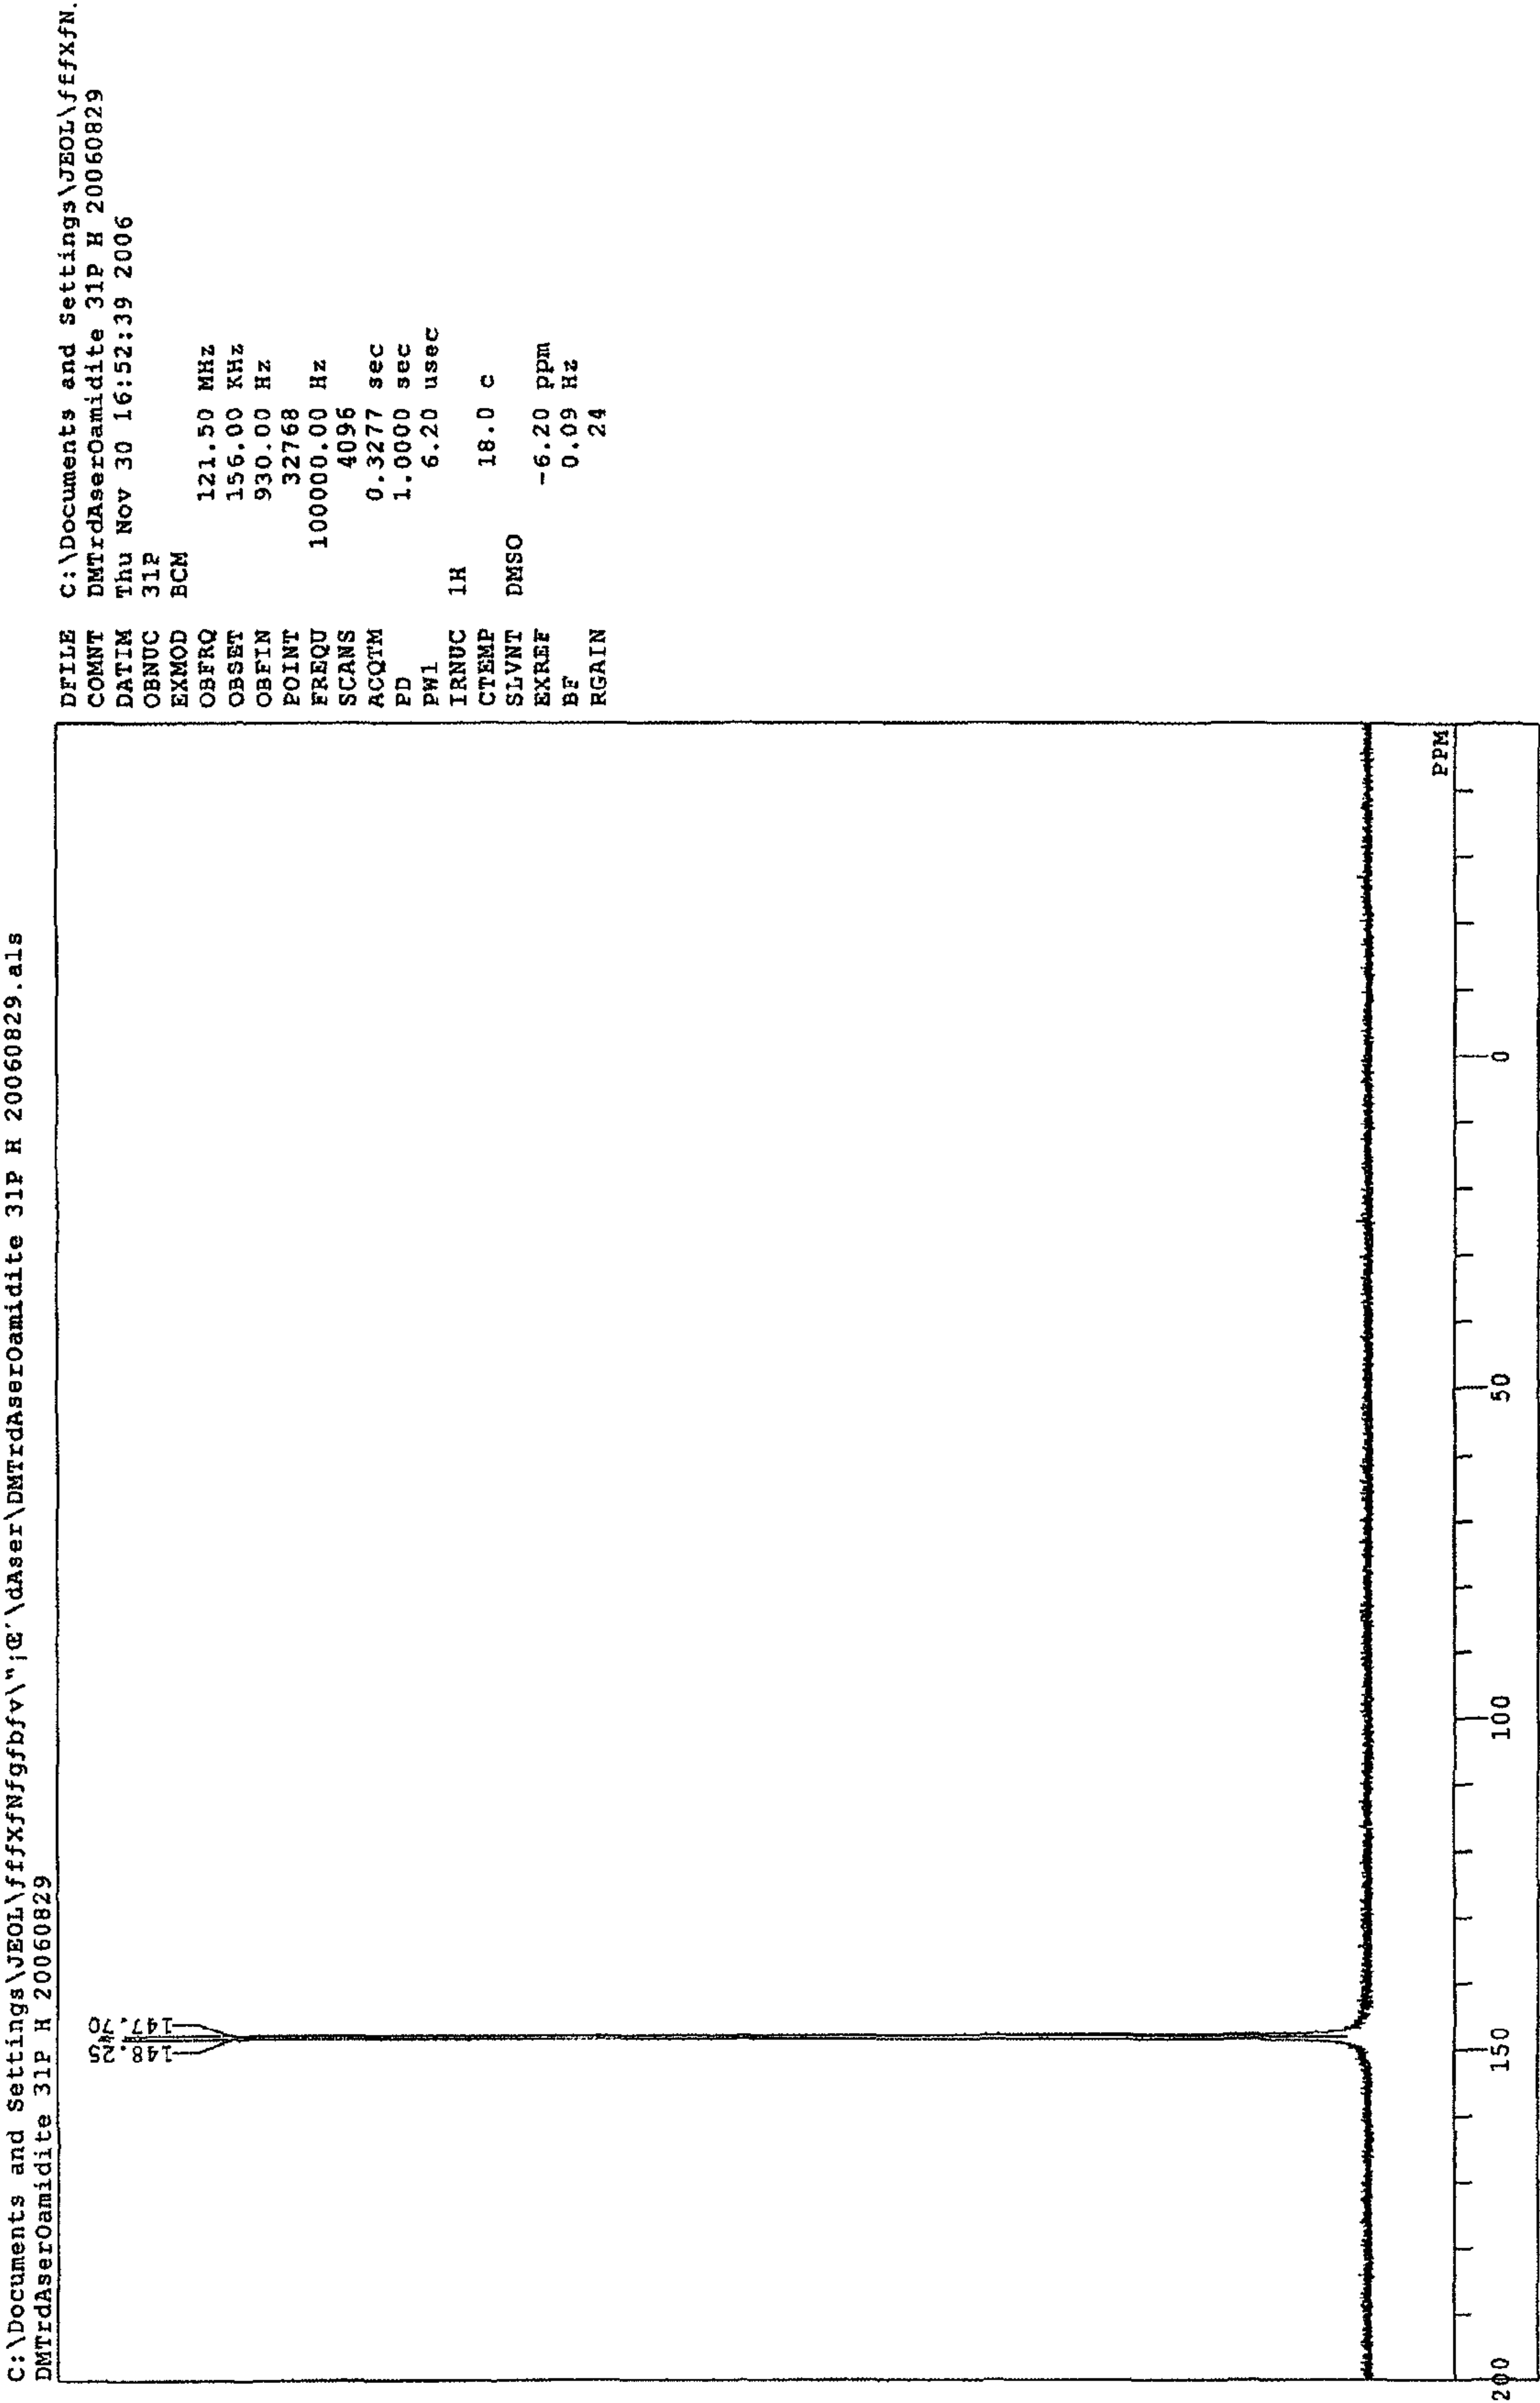 C:\Documents and Settings\JEOL\fffXfNfgfbfv\"¡Œ´\dAser\DMTrdAserOamidite 31P H 20060829.als
DMTrdAserOamidite 31P H 20060829
148.25
147.70
DFILE C:\Documents and Settings\JEOL\fffXfN.
COMNT DMTrdAserOamidite 31P H 20060829
DATIM Thu Nov 30 16:52:39 2006
OBNUC 31P
EXMOD BCM
OBFRQ 121.50 MHz
OBSET 156.00 KHz
OBFIN 930.00 Hz
POINT 32768
FREQU 100000.00 Hz
SCANS 4096
ACQTM 0.3277 sec
PD 1.0000 sec
PW1 6.20 usec
IRNUC 1H
CTEMP 18.0 c
SLVNT DMSO
EXREF -6.20 ppm
BF 0.09 Hz
RGAIN 24
PPM
200 150 100 50 0